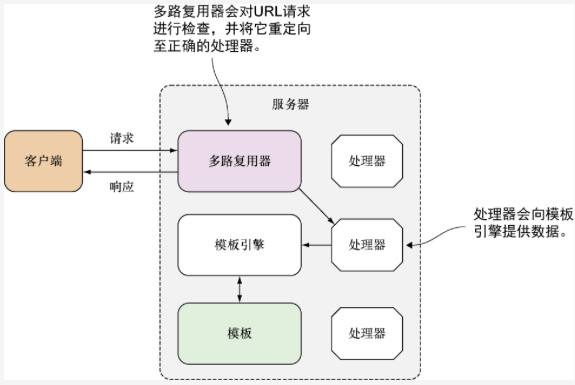 多路复用器会对URL请求
进行检查，并将它重定向
至正确的处理器。
服务器
请求
客户端
多路复用器
处理器
响应
模板引擎
处理器
处理器会向模板
引擎提供数据。
模板
处理器